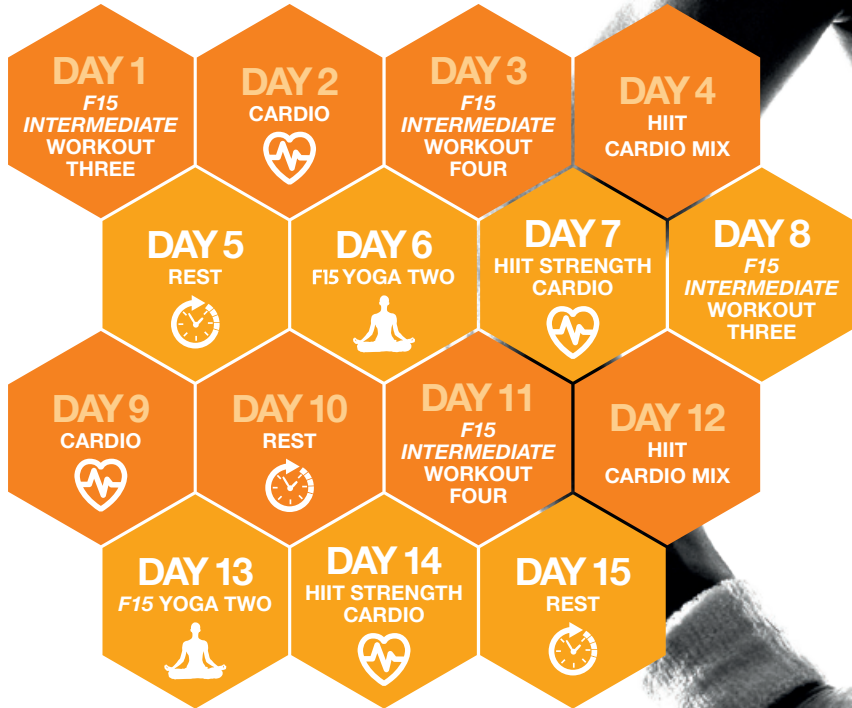 DAY 1
F15
INTERMEDIATE
WORKOUT
THREE
DAY 2
CARDIO
DAY 3
F15
INTERMEDIATE
WORKOUT
FOUR
DAY 4
HIIT
CARDIO MIX
DAY 5
REST
DAY 6
F15 YOGA TWO
DAY 7
HIIT STRENGTH
CARDIO
DAY 8
F15
INTERMEDIATE
WORKOUT
THREE
DAY 9
CARDIO
DAY 10
REST
DAY 11
F15
INTERMEDIATE
WORKOUT
FOUR
DAY 12
HIIT
CARDIO MIX
DAY 13
F15 YOGA TWO
DAY 14
HIIT STRENGTH
CARDIO
DAY 15
REST